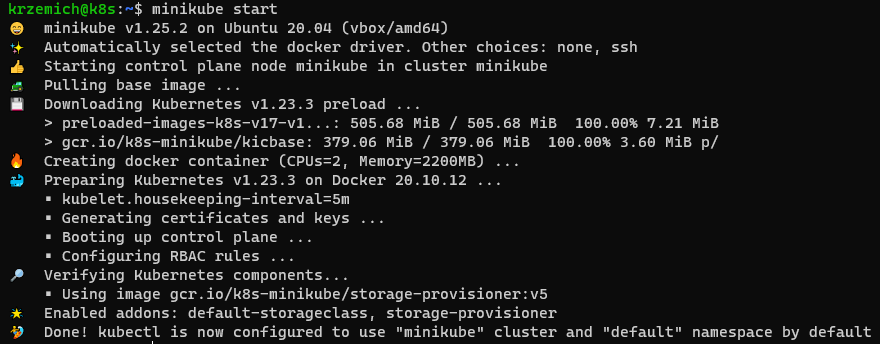 krzemich@k8s:~$ minikube start
😄 minikube v1.25.2 on Ubuntu 20.04 (vbox/amd64)
✨ Automatically selected the docker driver. Other choices: none, ssh
👍 Starting control plane node minikube in cluster minikube
🚜 Pulling base image ...
💾 Downloading Kubernetes v1.23.3 preload ...
> preloaded-images-k8s-v17-v1...: 505.68 MiB / 505.68 MiB 100.00% 7.21 MiB
> gcr.io/k8s-minikube/kicbase: 379.06 MiB / 379.06 MiB 100.00% 3.60 MiB p/
🔥 Creating docker container (CPUs=2, Memory=2200MB) ...
🐳 Preparing Kubernetes v1.23.3 on Docker 20.10.12 ...
▪ kubelet.housekeeping-interval=5m
▪ Generating certificates and keys ...
▪ Booting up control plane ...
▪ Configuring RBAC rules ...
🔎 Verifying Kubernetes components...
▪ Using image gcr.io/k8s-minikube/storage-provisioner:v5
🌟 Enabled addons: default-storageclass, storage-provisioner
🏄 Done! kubectl is now configured to use "minikube" cluster and "default" namespace by default